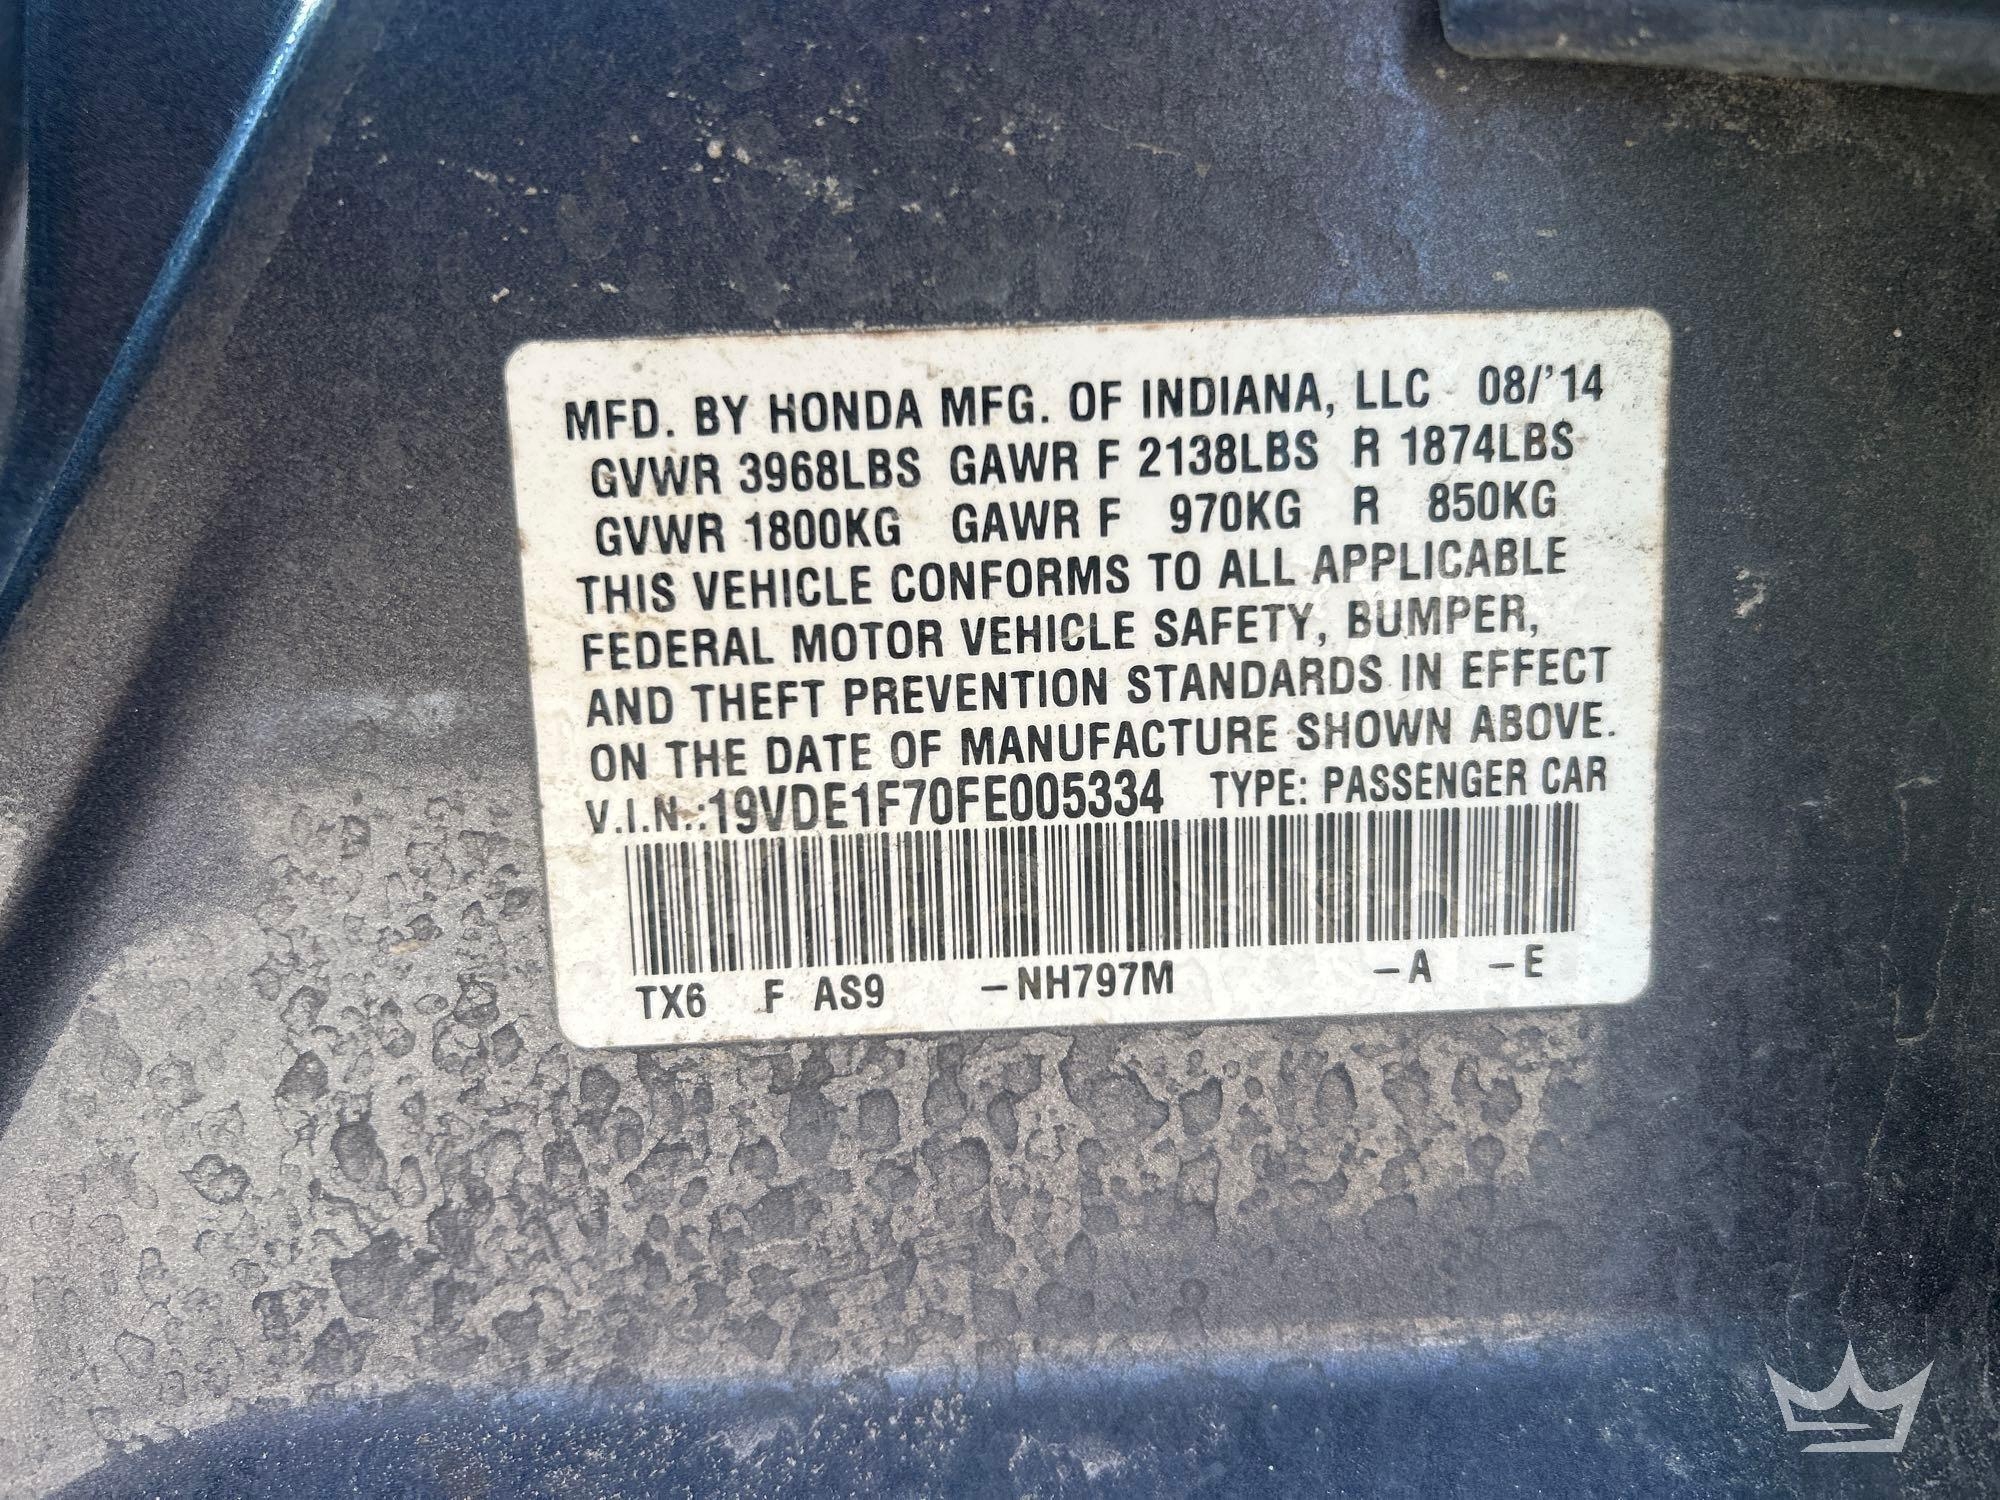 MFD. BY HONDA MFG. OF INDIANA, LLC 08/'14
GVWR 3968LBS GAWR F 2138LBS R 1874LBS
GVWR 1800KG GAWR F 970KG R 850KG
THIS VEHICLE CONFORMS TO ALL APPLICABLE
FEDERAL MOTOR VEHICLE SAFETY, BUMPER,
AND THEFT PREVENTION STANDARDS IN EFFECT
ON THE DATE OF MANUFACTURE SHOWN ABOVE.
V.I.N.:19VDE1F70FE005334 TYPE: PASSENGER CAR
TX6 F AS9 –NH797M –A –E